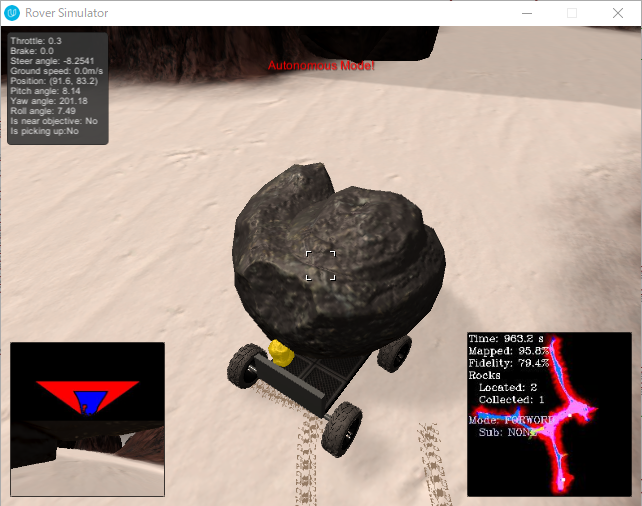 Rover Simulator
Throttle: 0.3
Brake: 0.0
Steer angle: -8.2541
Ground speed: 0.0m/s
Position: (91.6, 83.2)
Pitch angle: 8.14
Yaw angle: 201.18
Roll angle: 7.49
Is near objective: No
Is picking up:No
Autonomous Mode!
Time: 963.2 s
Mapped: 95.8%
Fidelity: 79.4%
Rocks
Located: 2
Collected: 1
Mode: FORWORD
Sub: NONE